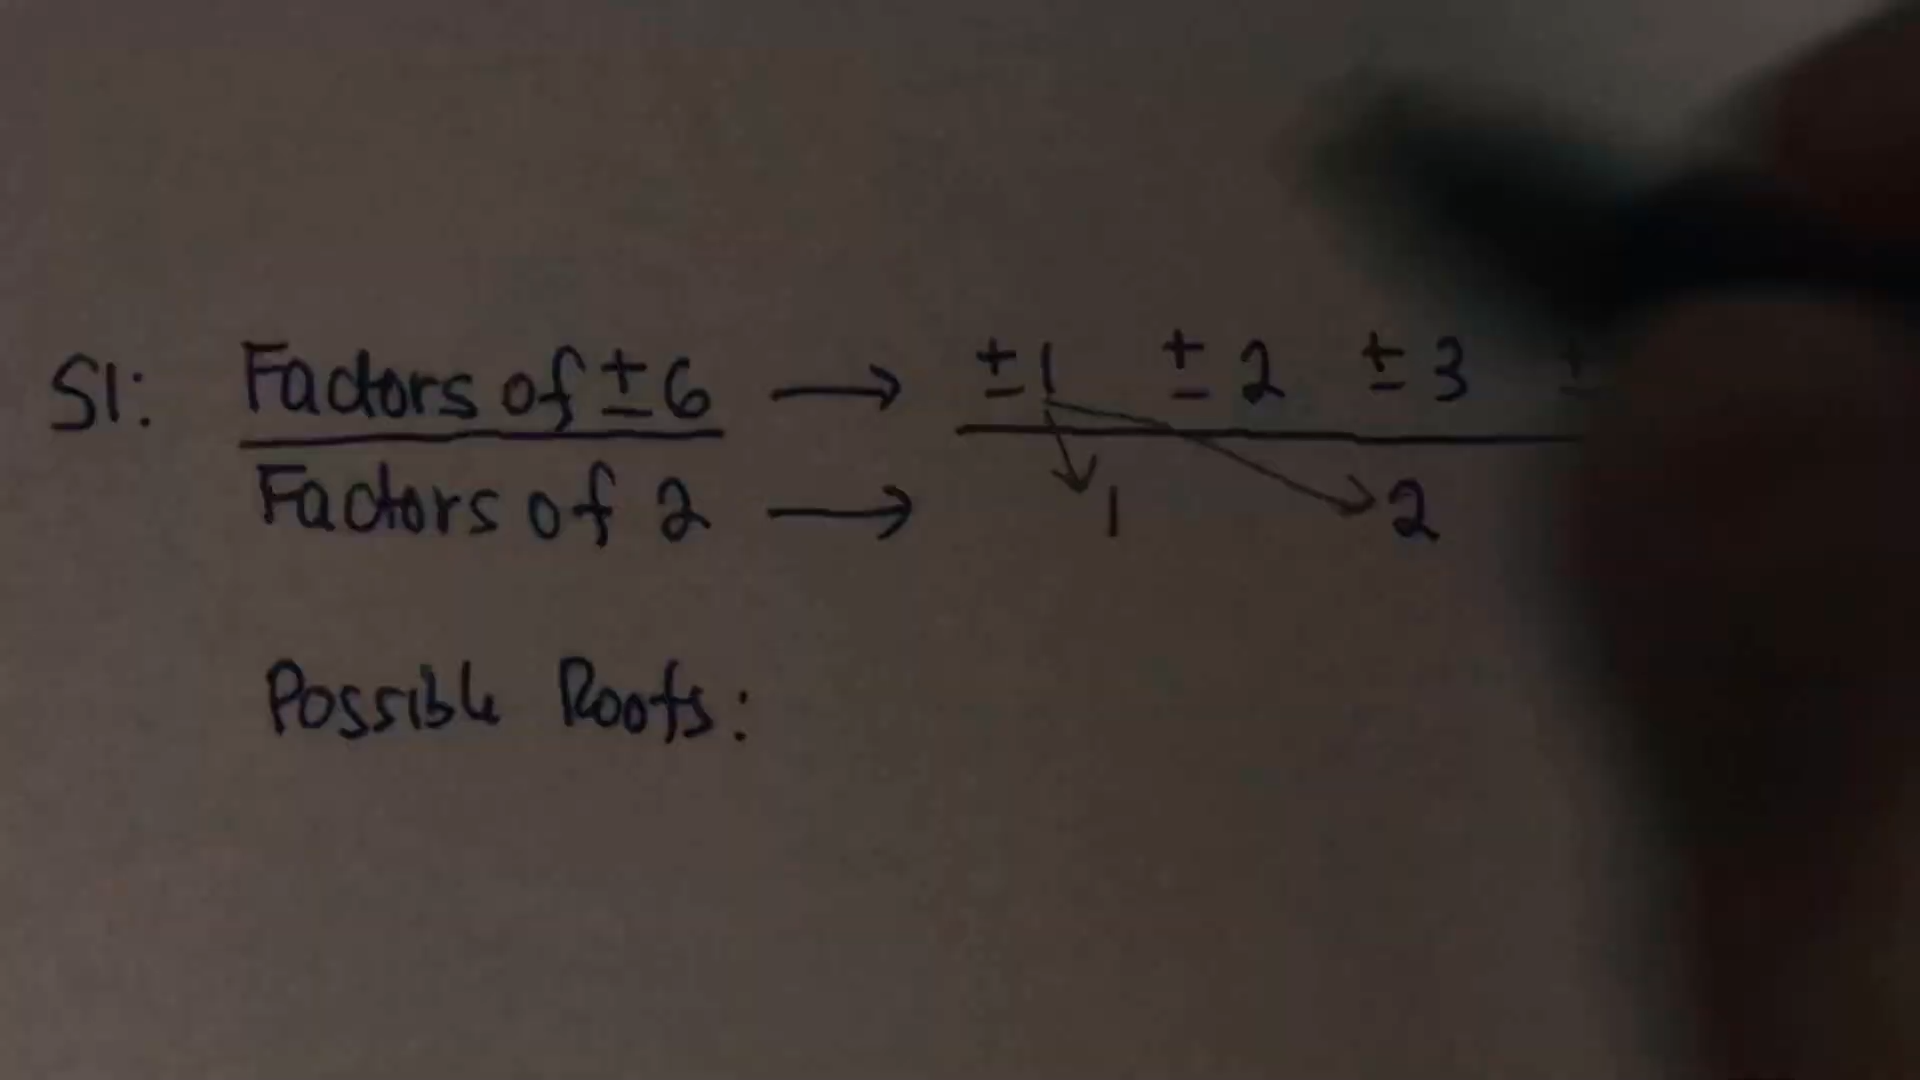 S1: Factors of ± 6 → ± 1 ± 2 ± 3 ±
Factors of 2 → 1 2
Possible Roots: